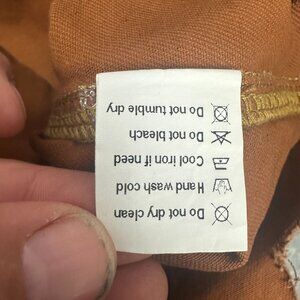 Do not dry clean
Hand wash cold
Cool iron if need
Do not bleach
Do not tumble dry